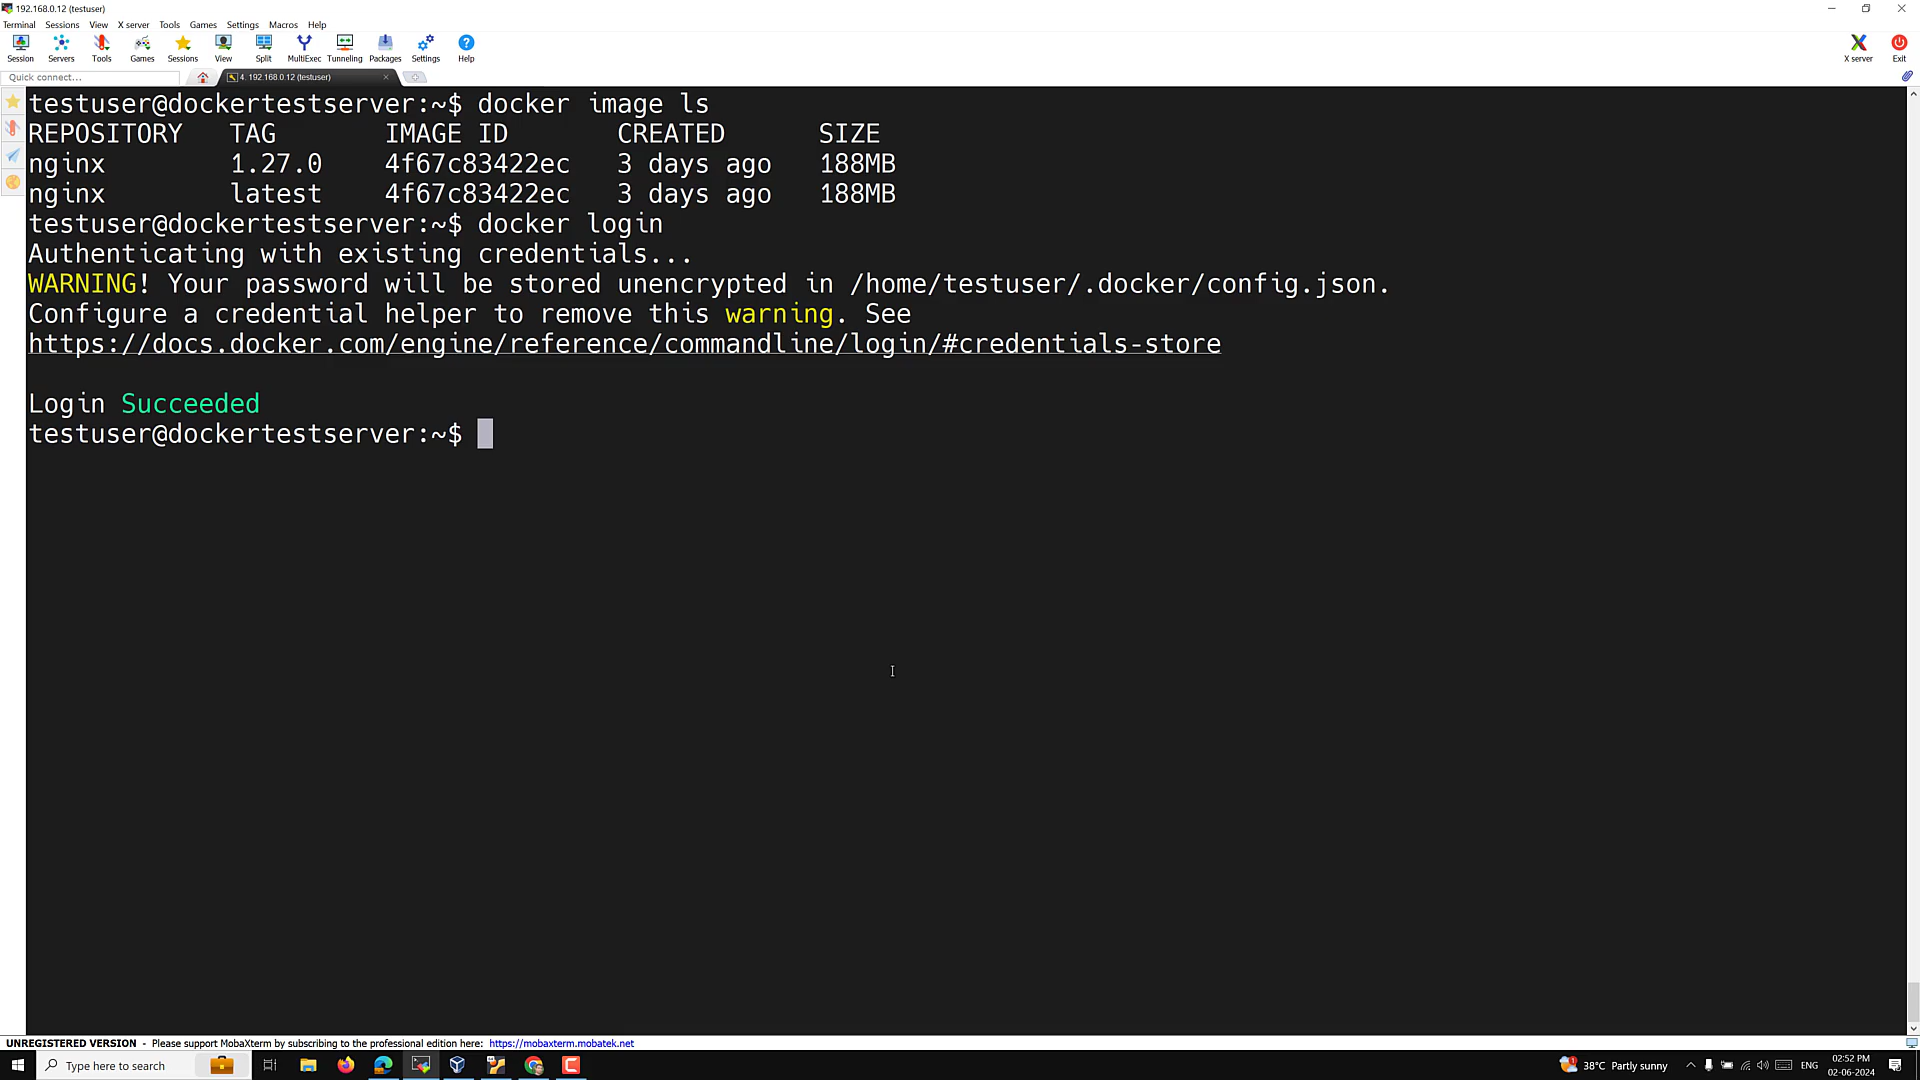 192.168.0.12 (testuser)
Terminal Sessions View X server Tools Games Settings Macros Help
Session Servers Tools Games Sessions View Split MultiExec Tunneling Packages Settings Help X server Exit
Quick connect... 4. 192.168.0.12 (testuser)
testuser@dockertestserver:~$ docker image ls
REPOSITORY TAG IMAGE ID CREATED SIZE
nginx 1.27.0 4f67c83422ec 3 days ago 188MB
nginx latest 4f67c83422ec 3 days ago 188MB
testuser@dockertestserver:~$ docker login
Authenticating with existing credentials...
WARNING! Your password will be stored unencrypted in /home/testuser/.docker/config.json.
Configure a credential helper to remove this warning. See
https://docs.docker.com/engine/reference/commandline/login/#credentials-store
Login Succeeded
testuser@dockertestserver:~$
UNREGISTERED VERSION - Please support MobaXterm by subscribing to the professional edition here: https://mobaxterm.mobatek.net
Type here to search 38°C Partly sunny ENG 02:52 PM
02-06-2024